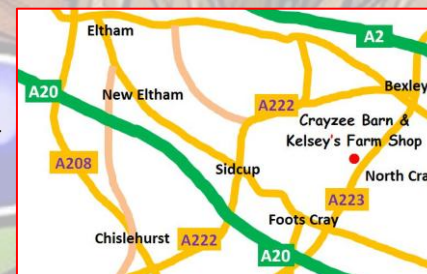 Eltham
A2
A20
New Eltham
A222
Bexley
Crayzee Barn &
Kelsey's Farm Shop
A208
Sidcup
North Cra
A223
Foots Cray
Chislehurst
A222
A20